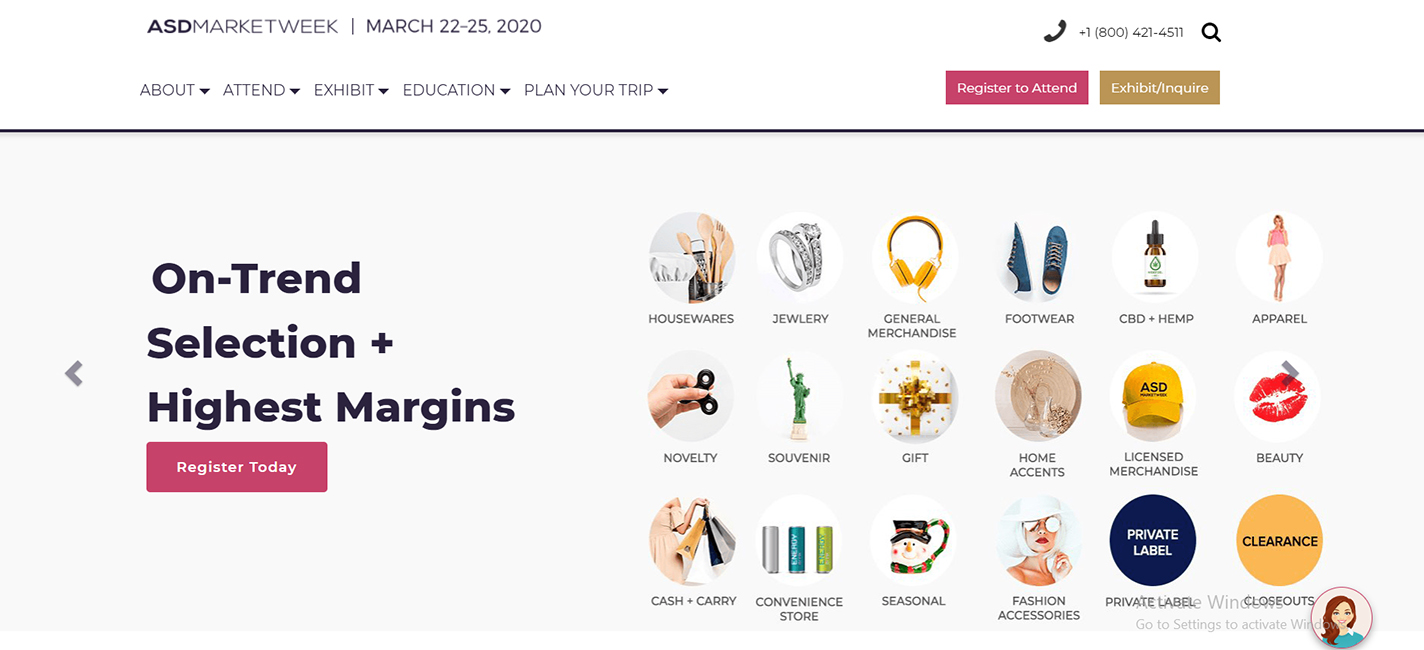 ASDMARKETWEEK | MARCH 22–25, 2020
+1 (800) 421-4511
ABOUT ATTEND EXHIBIT EDUCATION PLAN YOUR TRIP
Register to Attend
Exhibit/Inquire
On-Trend
Selection +
Highest Margins
Register Today
HOUSEWARES
JEWLERY
GENERAL
MERCHANDISE
FOOTWEAR
CBD + HEMP
APPAREL
NOVELTY
SOUVENIR
GIFT
HOME
ACCENTS
ASD
MARKETWEEK
LICENSED
MERCHANDISE
BEAUTY
CASH + CARRY
ENERGY
ENERGY
CONVENIENCE
STORE
SEASONAL
FASHION
ACCESSORIES
PRIVATE
LABEL
PRIVATE LABEL
CLEARANCE
CLOSEOUTS
Activate Windows
Go to Settings to activate Windows